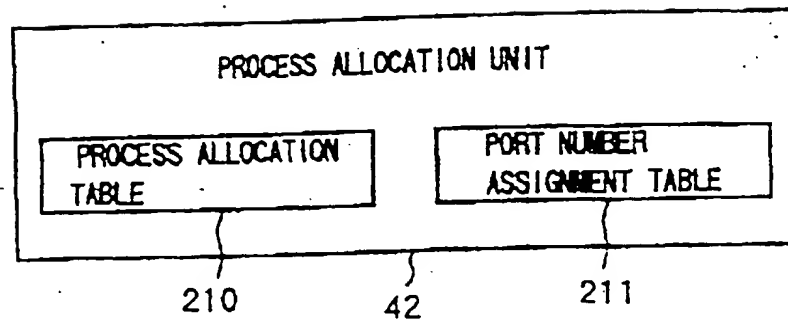 PROCESS ALLOCATION UNIT
PROCESS ALLOCATION
TABLE
PORT NUMBER
ASSIGNMENT TABLE
210
42
211